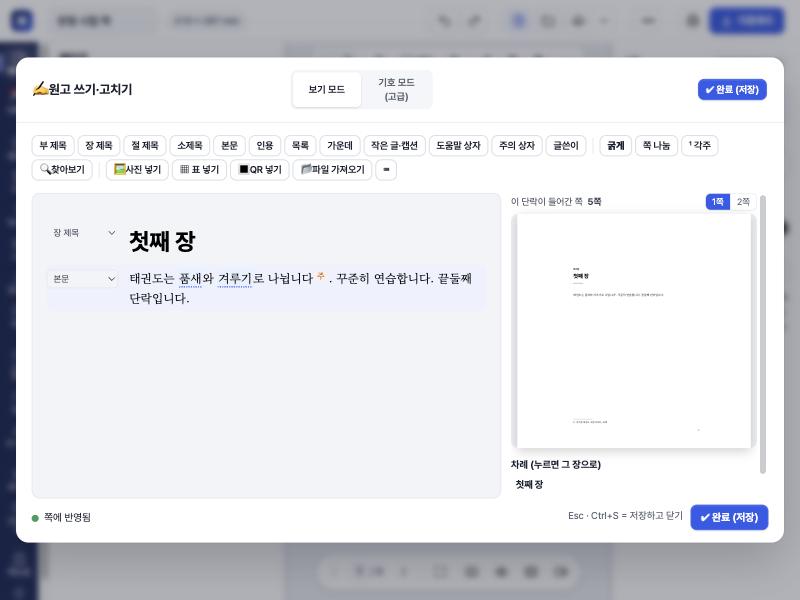 ✍원고 쓰기·고치기
보기 모드
기호 모드
(고급)
✔ 완료 (저장)
부 제목 장 제목 절 제목 소제목 본문 인용 목록 가운데 작은 글·캡션 도움말 상자 주의 상자 글쓴이 굵게 쪽 나눔 ¹ 각주
🔍찾아보기 🖼️사진 넣기 ▦ 표 넣기 🔳QR 넣기 📂파일 가져오기
이 단락이 들어간 쪽 5쪽
1쪽 2쪽
장 제목
첫째 장
본문
태권도는 품새와 겨루기로 나뉩니다 주 . 꾸준히 연습합니다. 끝둘째
단락입니다.
첫째 장
차례 (누르면 그 장으로)
첫째 장
쪽에 반영됨
Esc · Ctrl+S = 저장하고 닫기
✔ 완료 (저장)